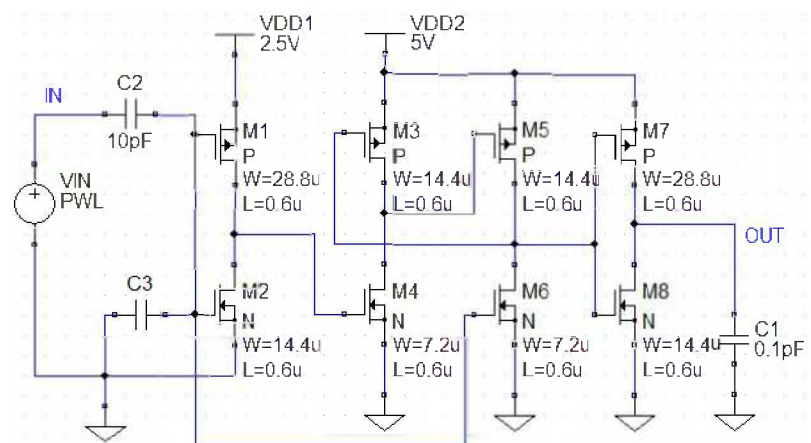 VDD1
2.5V
VDD2
5V
C2
IN
10pF
M1
P
W=28.8u
L=0.6u
M3
P
W=14.4u
L=0.6u
M5
P
W=14.4u
L=0.6u
M7
P
W=28.8u
L=0.6u
VIN
PWL
+
OUT
C3
M2
N
W=14.4u
L=0.6u
M4
N
W=7.2u
L=0.6u
M6
N
W=7.2u
L=0.6u
M8
N
W=14.4u
L=0.6u
C1
0.1pF